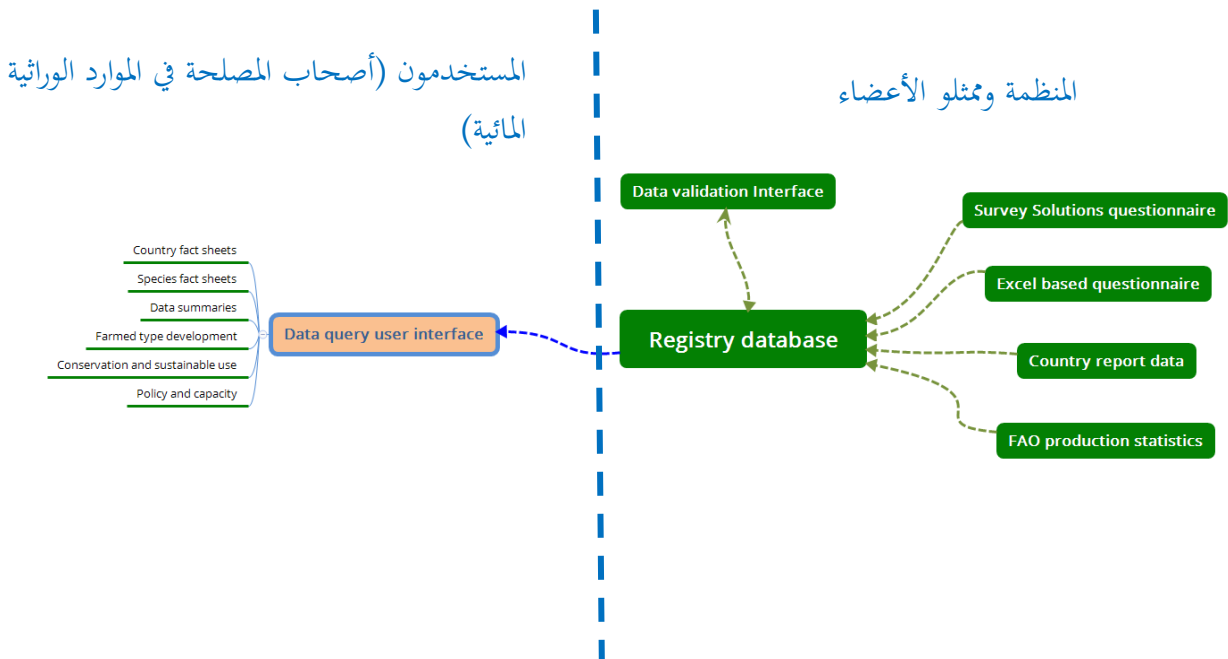 المستخدمون (أصحاب المصلحة في الموارد الوراثية
المائية)
المنظمة وممثلو الأعضاء
Data validation Interface
Survey Solutions questionnaire
Excel based questionnaire
Registry database
Country report data
FAO production statistics
Data query user interface
Country fact sheets
Species fact sheets
Data summaries
Farmed type development
Conservation and sustainable use
Policy and capacity